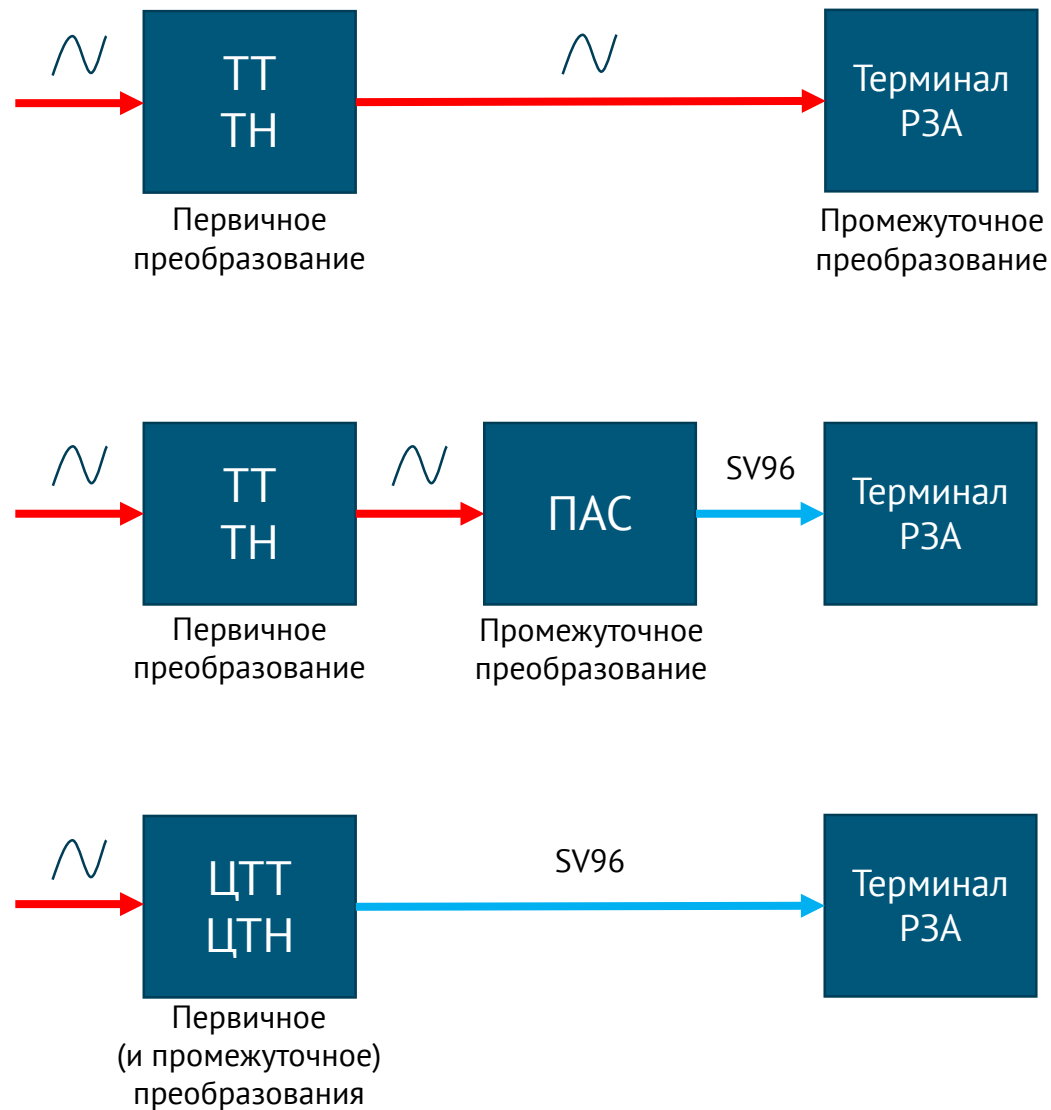 ТТ
ТН
Терминал
РЗА
Первичное
преобразование
Промежуточное
преобразование
ТТ
ТН
ПАС
SV96
Терминал
РЗА
Первичное
преобразование
Промежуточное
преобразование
ЦТТ
ЦТН
SV96
Терминал
РЗА
Первичное
(и промежуточное)
преобразования